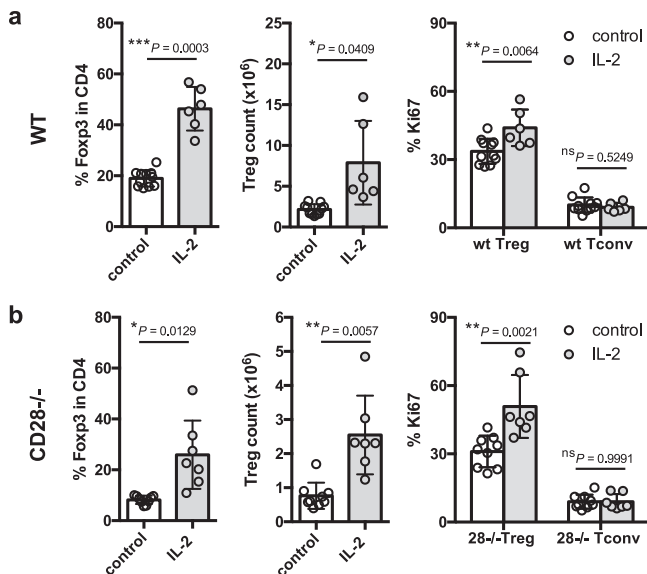 a
WT
% Foxp3 in CD4
80
60
40
20
0
*** P = 0.0003
control
IL-2
Treg count (x10⁶)
25
20
15
10
5
0
* P = 0.0409
control
IL-2
% Ki67
90
60
30
0
** P = 0.0064
ns P = 0.5249
control
IL-2
wt Treg
wt Tconv
b
CD28-/-
% Foxp3 in CD4
80
60
40
20
0
* P = 0.0129
control
IL-2
Treg count (x10⁶)
6
5
4
3
2
1
0
** P = 0.0057
control
IL-2
% Ki67
90
60
30
0
** P = 0.0021
ns P = 0.9991
control
IL-2
28-/-Treg
28-/- Tconv